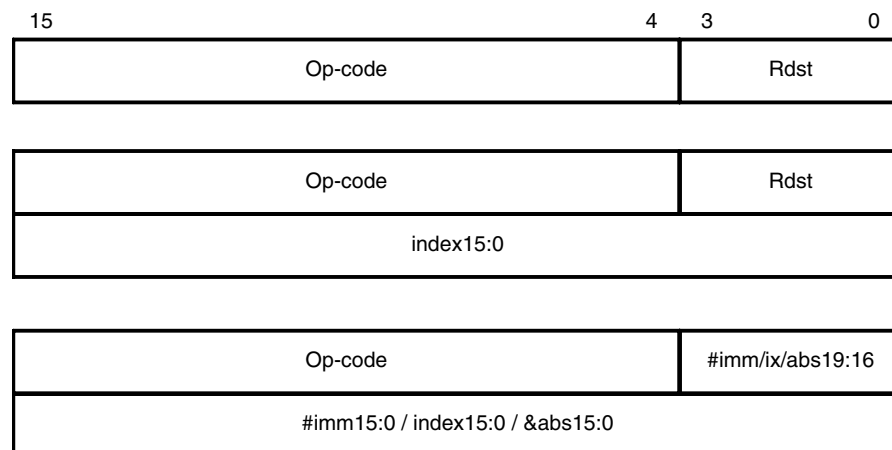 15 4 3 0
Op-code Rdst
Op-code Rdst
index15:0
Op-code #imm/ix/abs19:16
#imm15:0 / index15:0 / &abs15:0